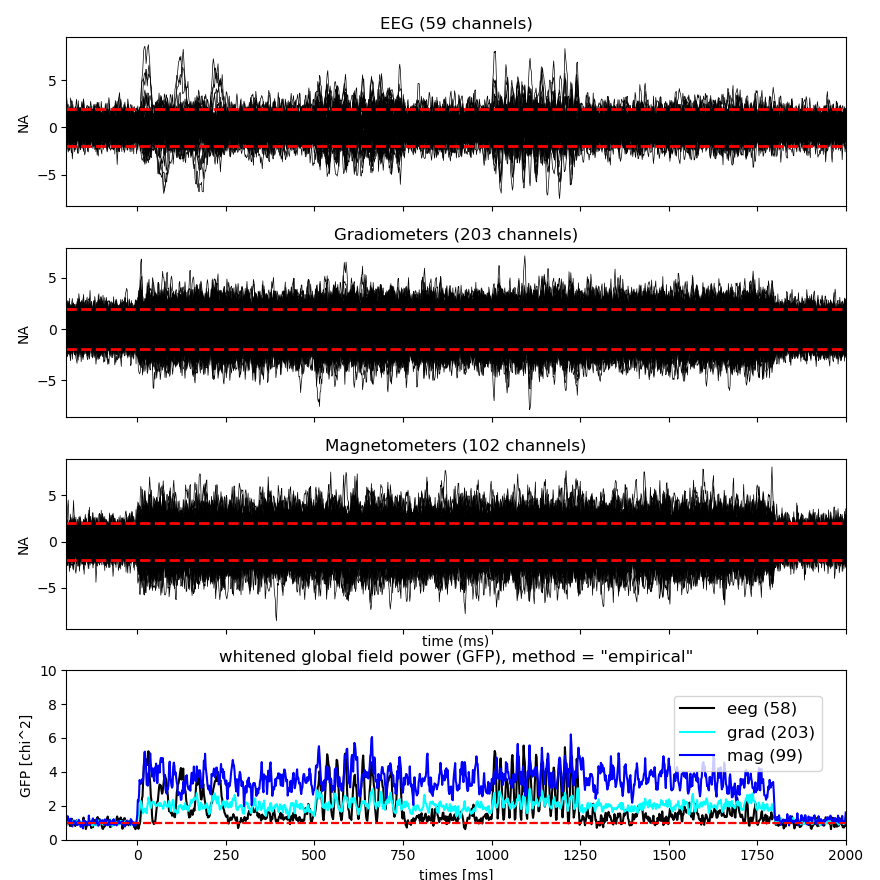 EEG (59 channels)
5
0
−5
NA
Gradiometers (203 channels)
5
0
−5
NA
Magnetometers (102 channels)
5
0
−5
NA
time (ms)
whitened global field power (GFP), method = "empirical"
10
8
6
4
2
0
GFP [chi^2]
eeg (58)
grad (203)
mag (99)
0 250 500 750 1000 1250 1500 1750 2000
times [ms]